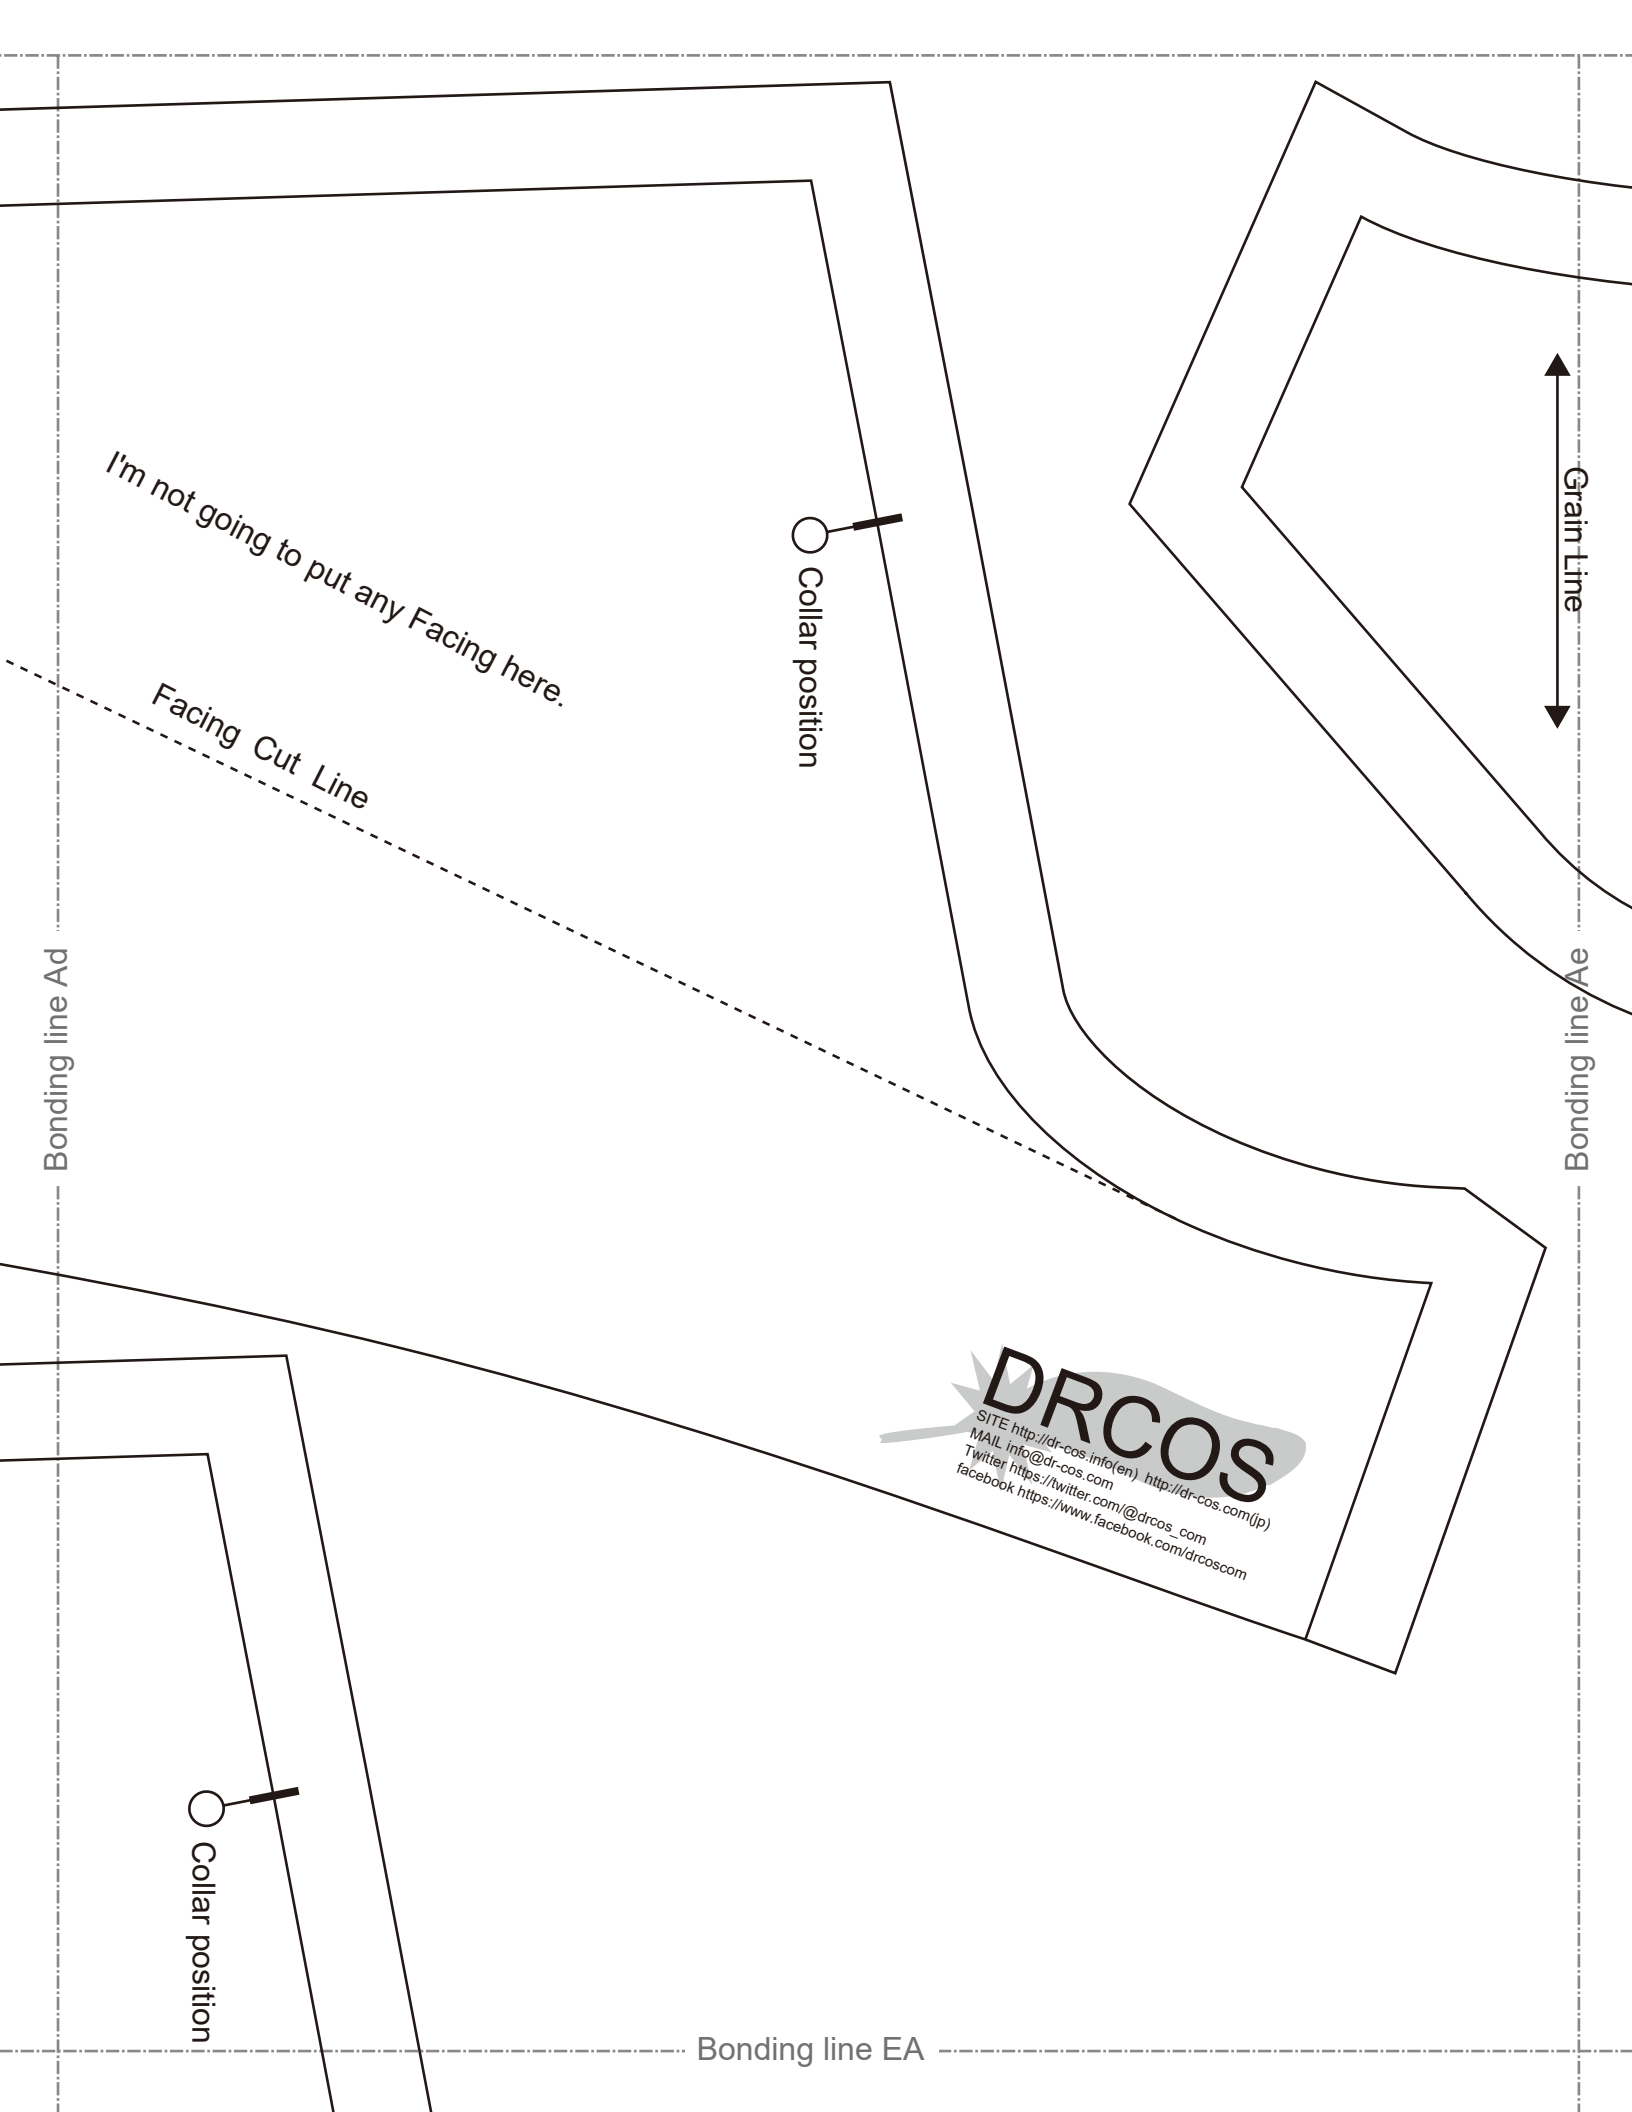 I'm not going to put any Facing here.
Facing Cut Line
Collar position
Grain Line
Bonding line Ad
Bonding line Ae
DRCOS
SITE http://dr-cos.info(en) http://dr-cos.com(jp)
MAIL info@dr-cos.com
Twitter https://twitter.com/@drcos_com
facebook https://www.facebook.com/drcoscom
Collar position
Bonding line EA